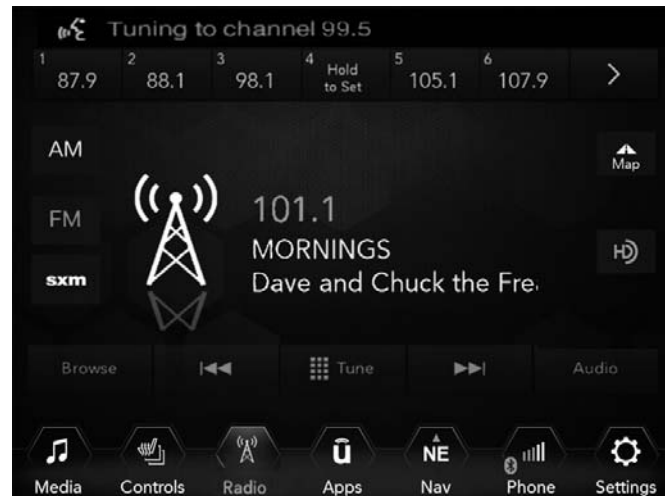 Tuning to channel 99.5
1 87.9 2 88.1 3 98.1 4 Hold to Set 5 105.1 6 107.9
AM
Map
FM
101.1
MORNINGS
HD
sxm
Dave and Chuck the Fre
Browse Tune Audio
ū NE
Media Controls Radio Apps Nav Phone Settings